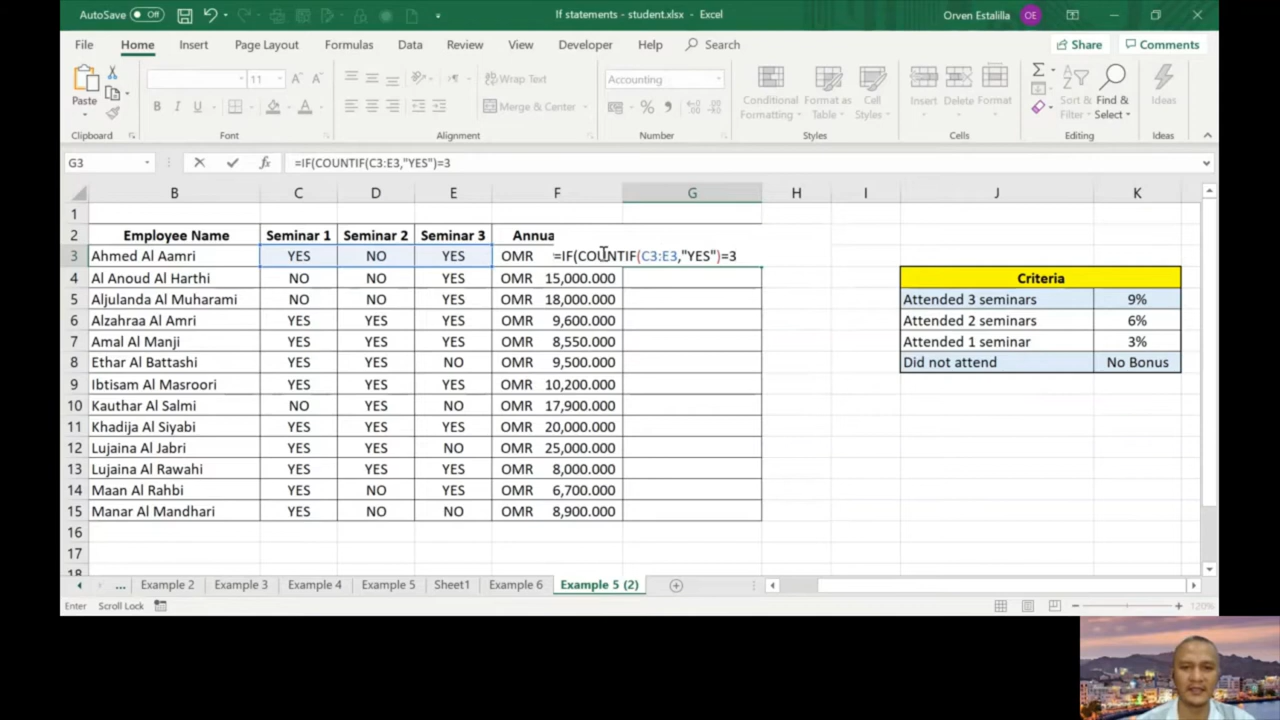 AutoSave Off If statements - student.xlsx - Excel Orven Estalilla OE
File Home Insert Page Layout Formulas Data Review View Developer Help Search Share Comments
Paste 11 Wrap Text Merge & Center Accounting Conditional Formatting Format as Table Cell Styles Insert Delete Format Sort & Filter Find & Select Ideas
Clipboard Font Alignment Number Styles Cells Editing Ideas
G3 fx =IF(COUNTIF(C3:E3,"YES")=3
B C D E F G H I J K
1
2 Employee Name Seminar 1 Seminar 2 Seminar 3 Annua
3 Ahmed Al Aamri YES NO YES OMR =IF(COUNTIF(C3:E3,"YES")=3
4 Al Anoud Al Harthi NO NO YES OMR 15,000.000 Criteria
5 Aljulanda Al Muharami NO NO YES OMR 18,000.000 Attended 3 seminars 9%
6 Alzahraa Al Amri YES YES YES OMR 9,600.000 Attended 2 seminars 6%
7 Amal Al Manji YES YES YES OMR 8,550.000 Attended 1 seminar 3%
8 Ethar Al Battashi YES YES NO OMR 9,500.000 Did not attend No Bonus
9 Ibtisam Al Masroori YES YES YES OMR 10,200.000
10 Kauthar Al Salmi NO YES NO OMR 17,900.000
11 Khadija Al Siyabi YES YES YES OMR 20,000.000
12 Lujaina Al Jabri YES YES NO OMR 25,000.000
13 Lujaina Al Rawahi YES YES YES OMR 8,000.000
14 Maan Al Rahbi YES NO YES OMR 6,700.000
15 Manar Al Mandhari YES NO NO OMR 8,900.000
16
17
18
... Example 2 Example 3 Example 4 Example 5 Sheet1 Example 6 Example 5 (2)
Enter Scroll Lock 120%